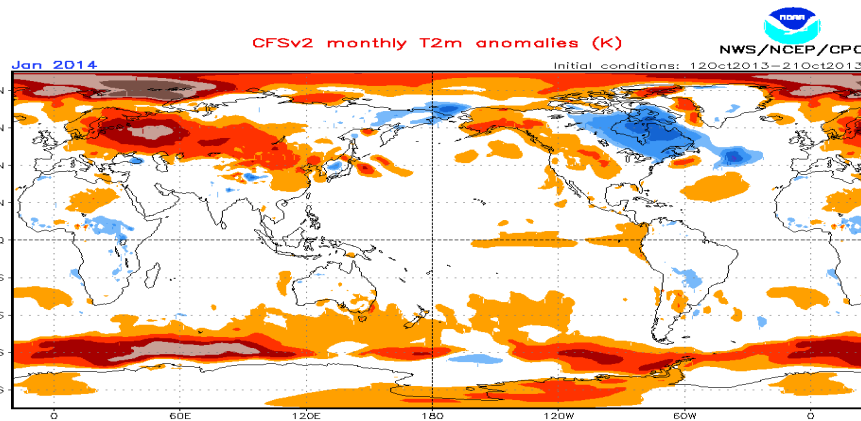 NOAA
CFSv2 monthly T2m anomalies (K)
NWS/NCEP/CPC
Jan 2014
Initial conditions: 12Oct2013-21Oct2013
N
N
N
N
Q
S
S
S
S
0 60E 120E 180 120W 60W 0